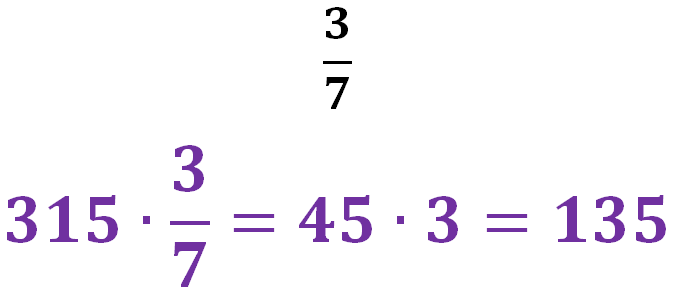 3/7
315 · 3/7 = 45 · 3 = 135